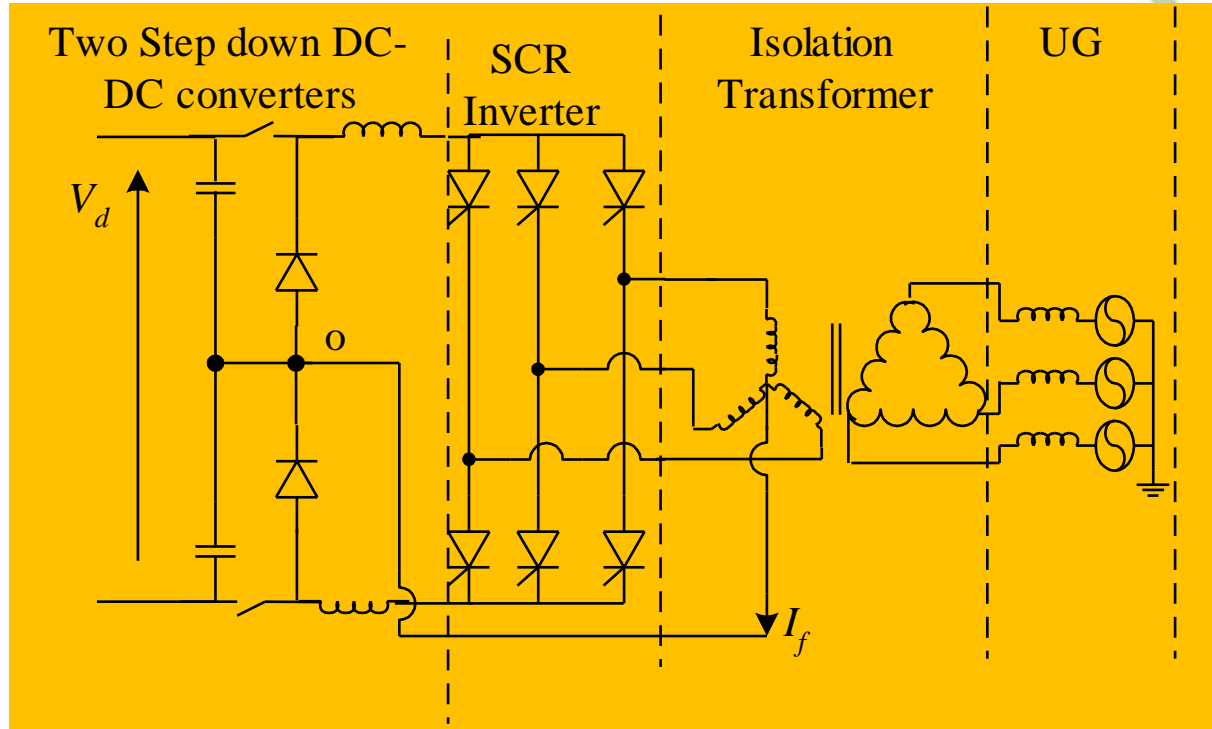 Two Step down DC-
DC converters
SCR
Inverter
Isolation
Transformer
UG
V_d
o
I_f